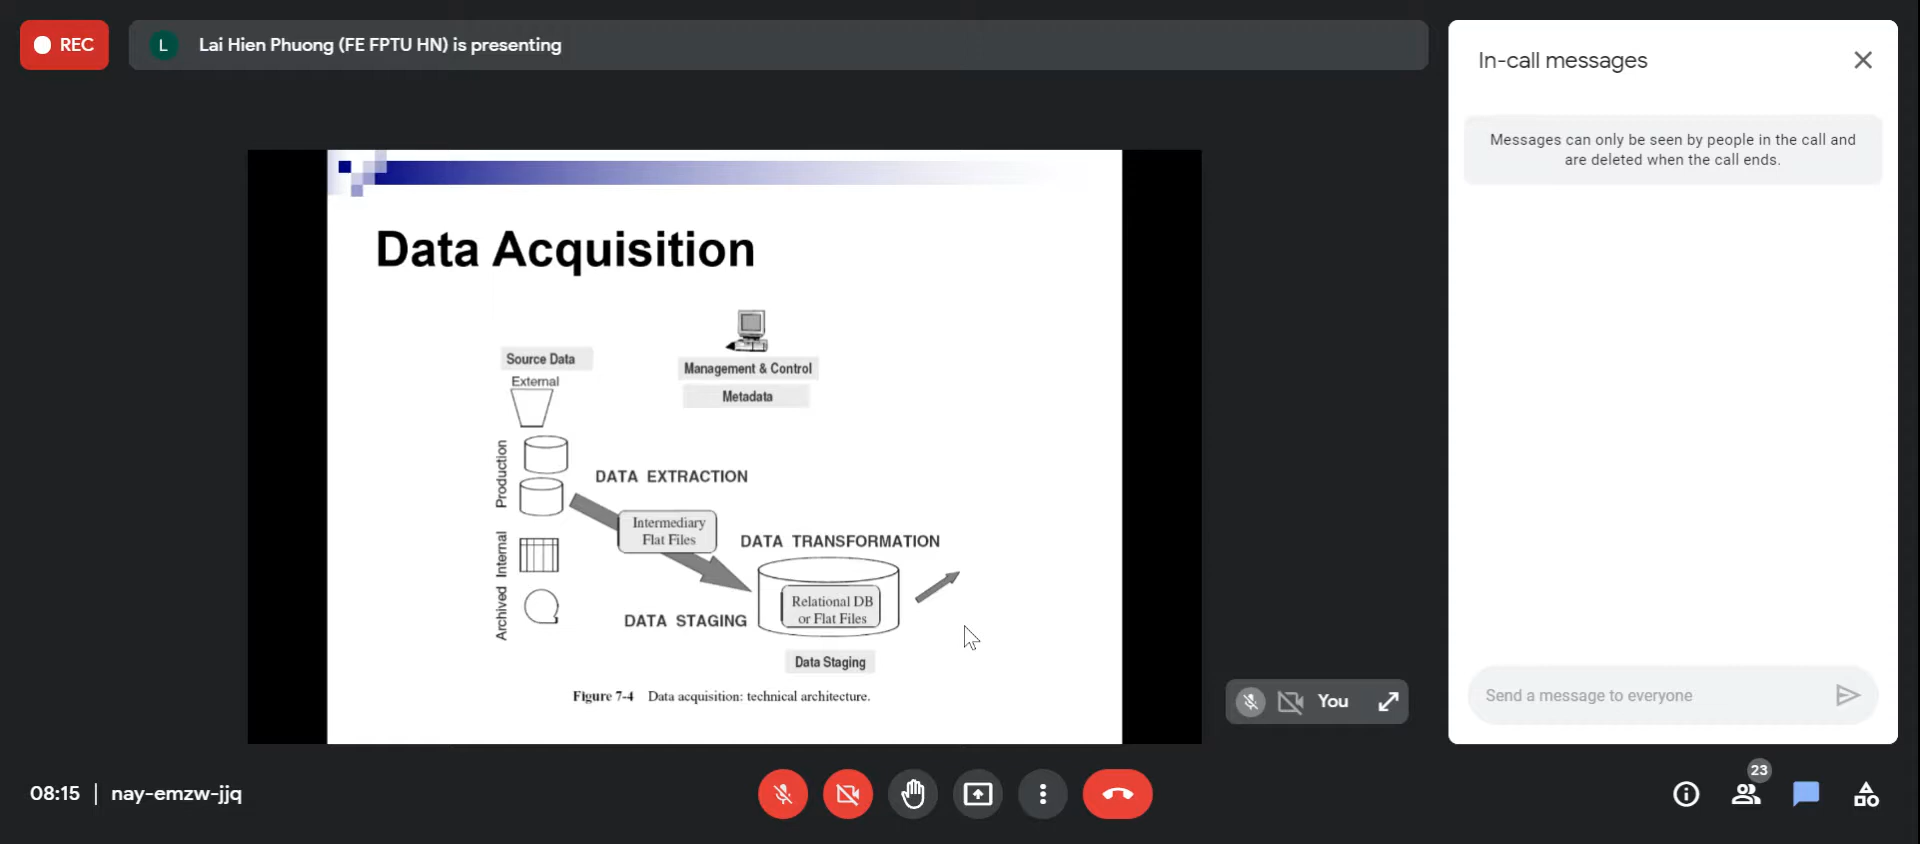 REC
L
Lai Hien Phuong (FE FPTU HN) is presenting
In-call messages
Messages can only be seen by people in the call and
are deleted when the call ends.
Data Acquisition
Source Data
External
Management & Control
Metadata
Production
DATA EXTRACTION
Intermediary
Flat Files
DATA TRANSFORMATION
Internal
Relational DB
or Flat Files
Archived
DATA STAGING
Data Staging
Figure 7-4 Data acquisition: technical architecture.
You
Send a message to everyone
08:15 | nay-emzw-jjq
23